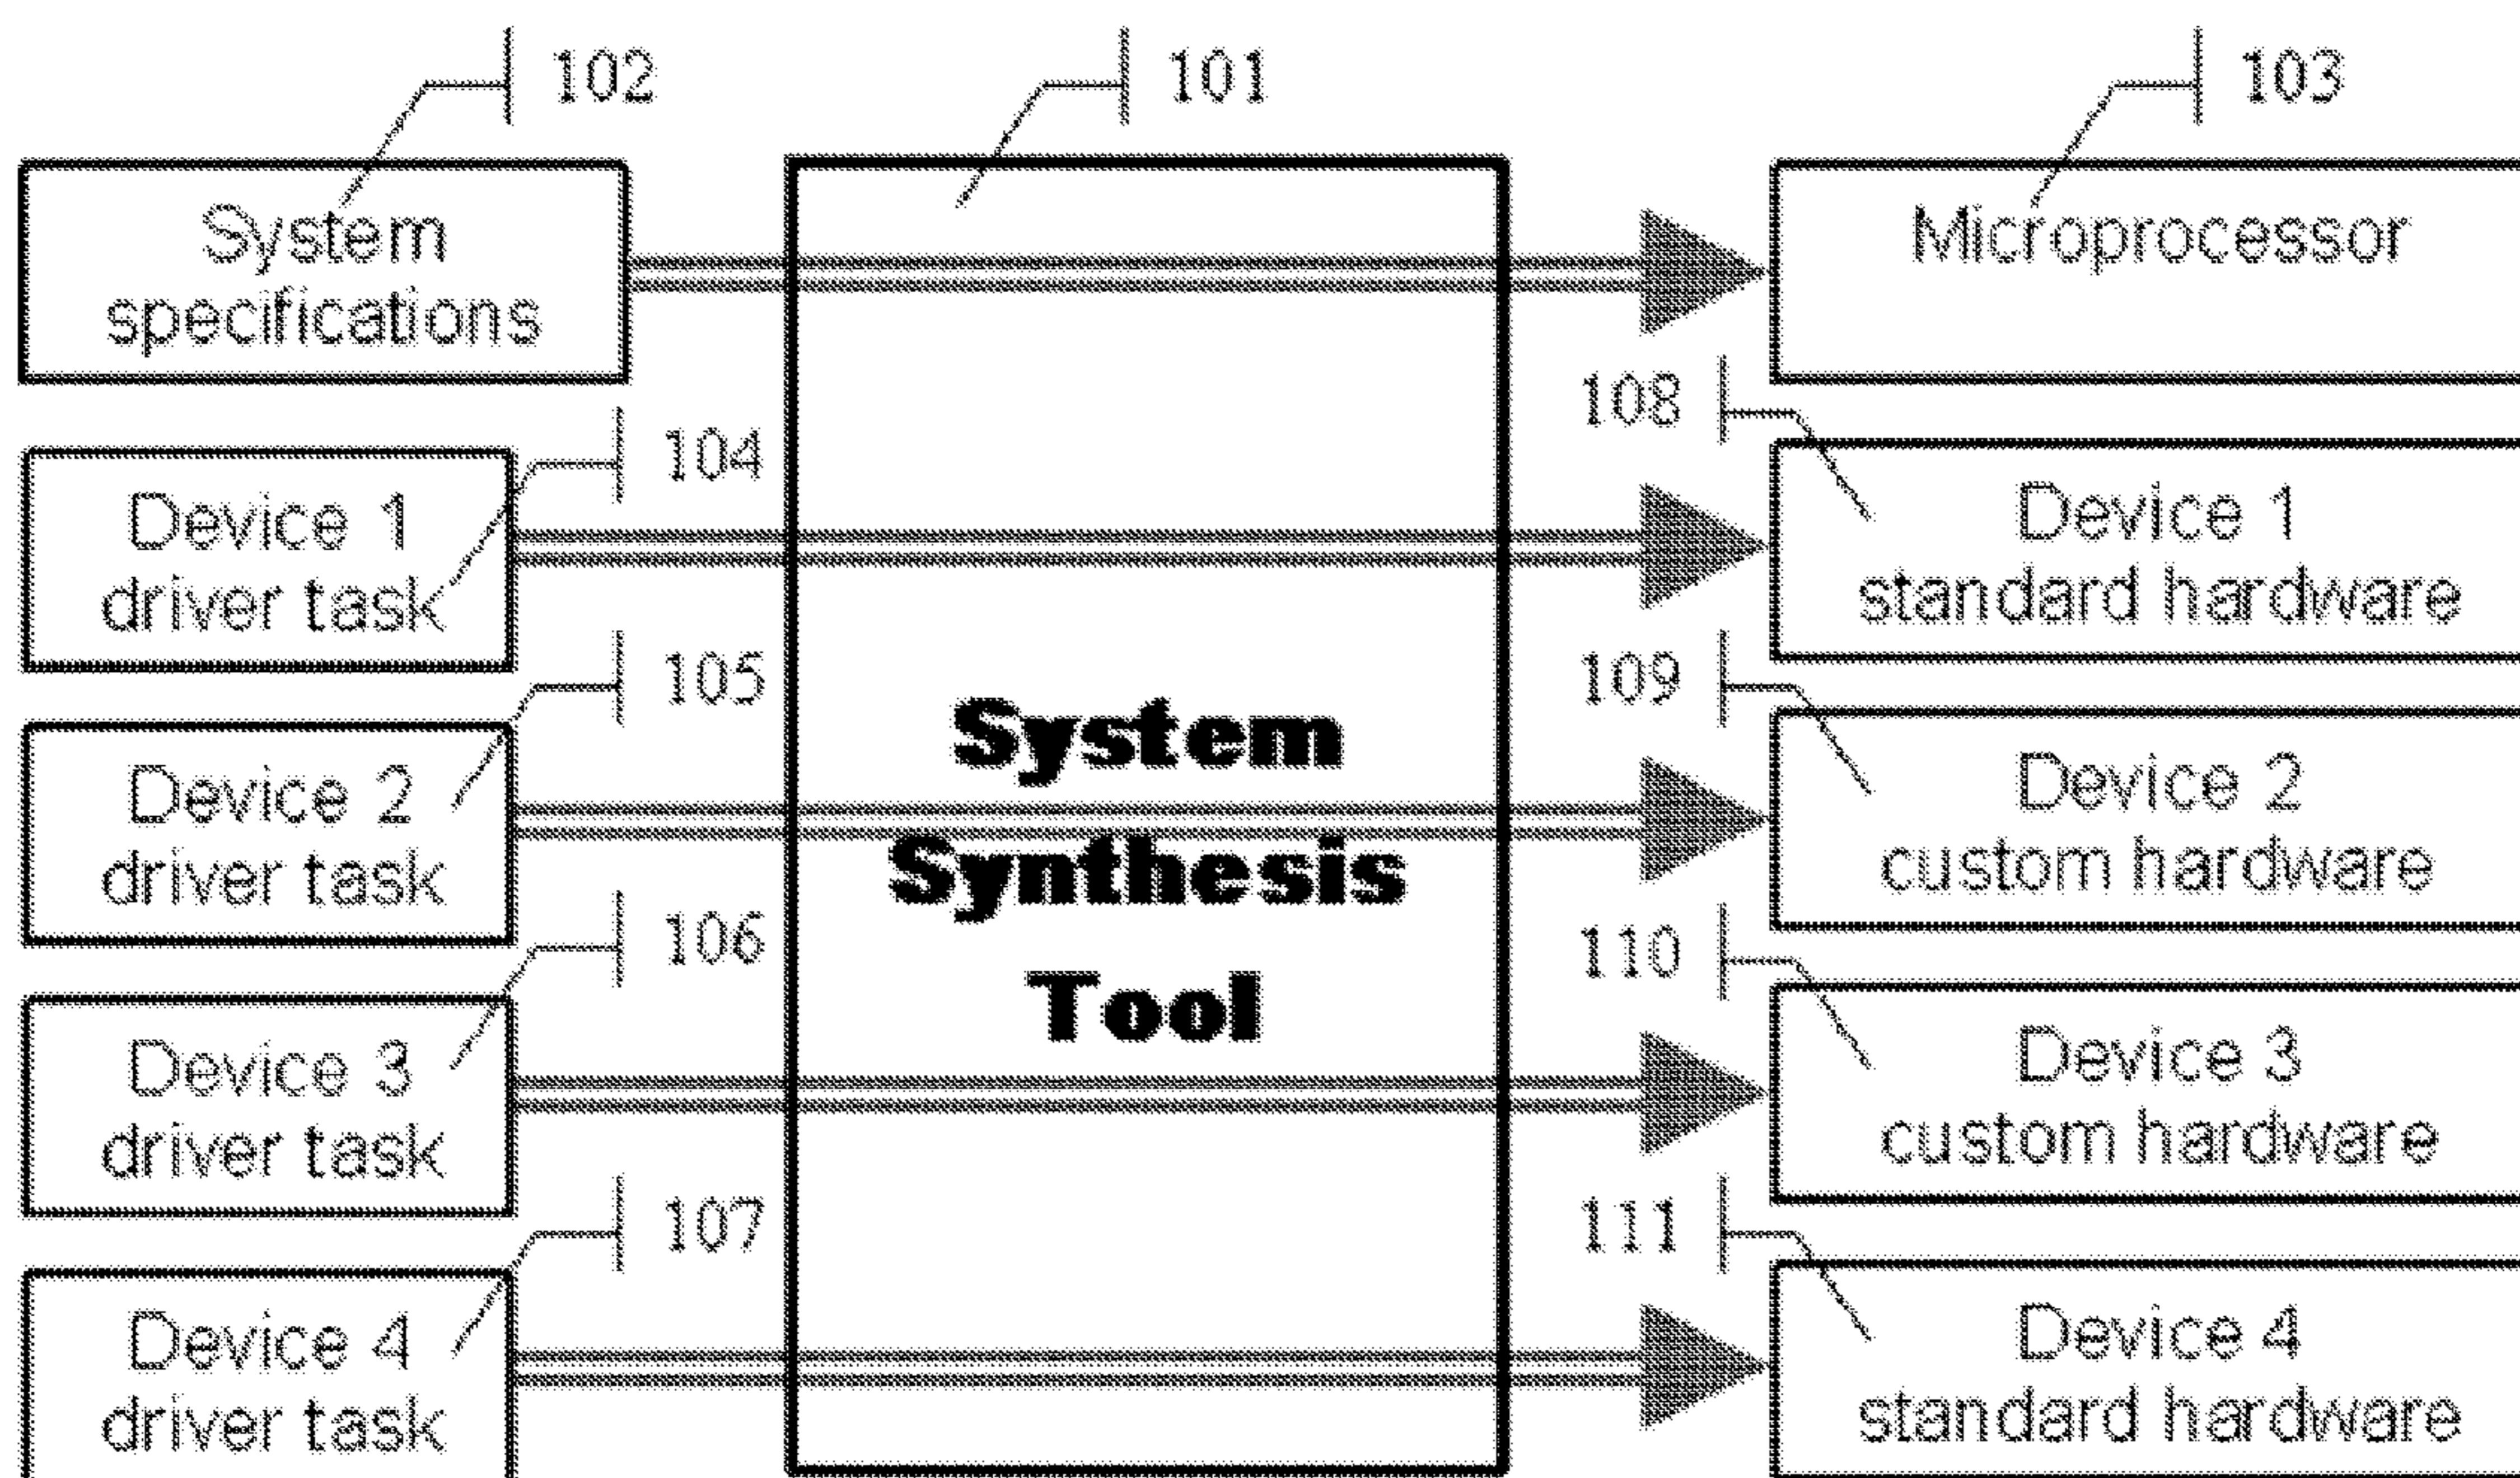 102
101
103
System
specifications
Microprocessor
104
108
Device 1
driver task
Device 1
standard hardware
105
109
System
Synthesis
Tool
Device 2
driver task
Device 2
custom hardware
106
110
Device 3
driver task
Device 3
custom hardware
107
111
Device 4
driver task
Device 4
standard hardware